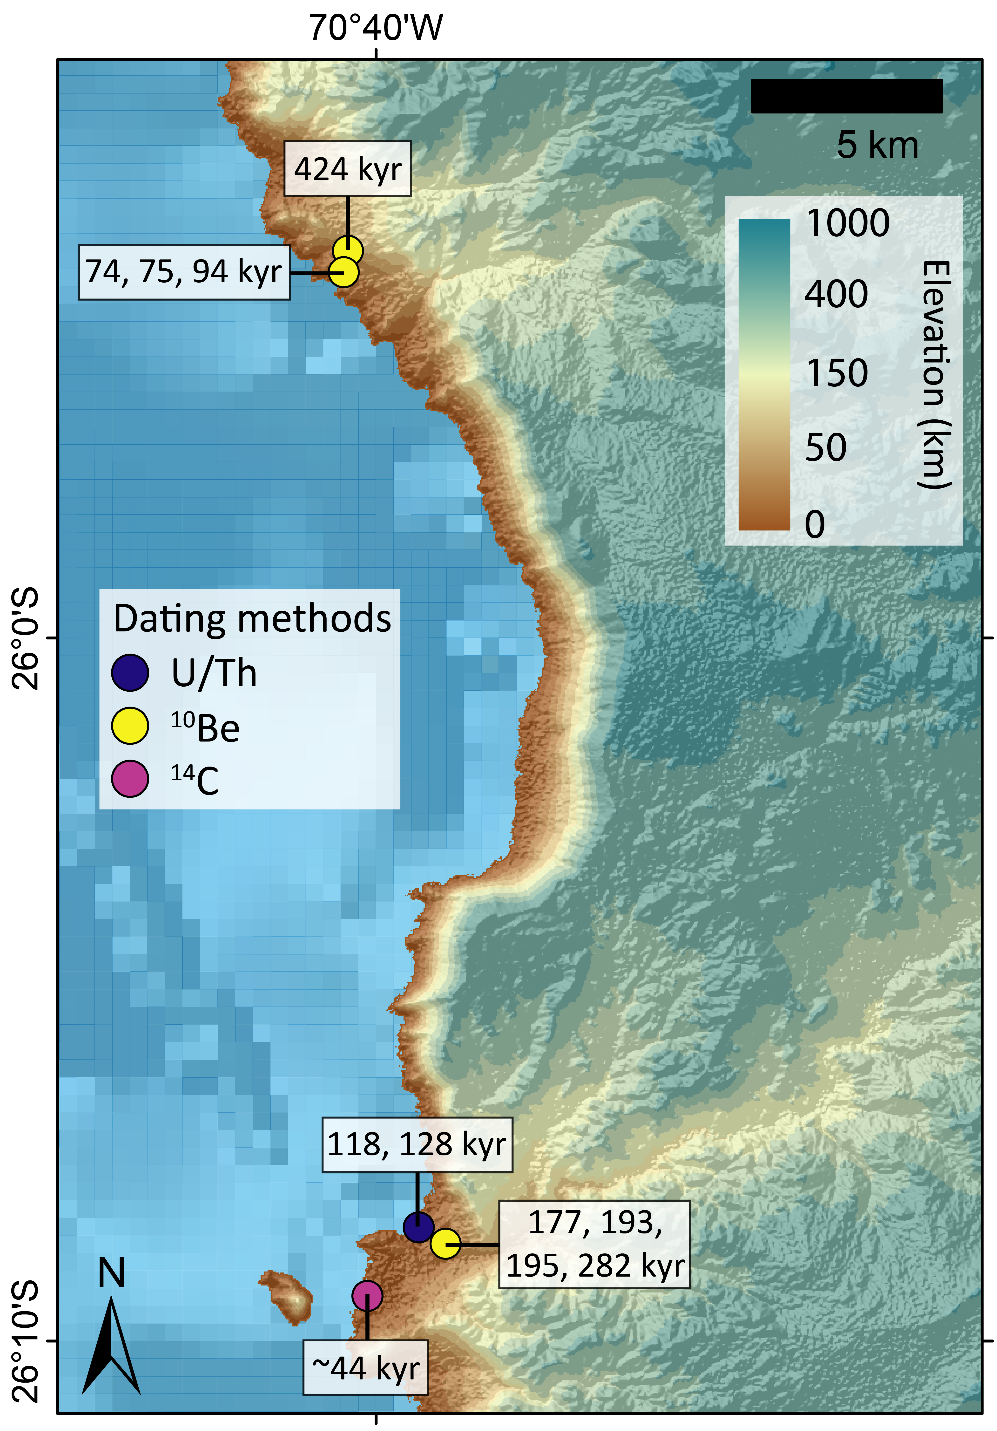 70°40'W
5 km
424 kyr
74, 75, 94 kyr
1000
400
150
50
0
Elevation (km)
26°0'S
Dating methods
U/Th
¹⁰Be
¹⁴C
118, 128 kyr
177, 193,
195, 282 kyr
N
~44 kyr
26°10'S